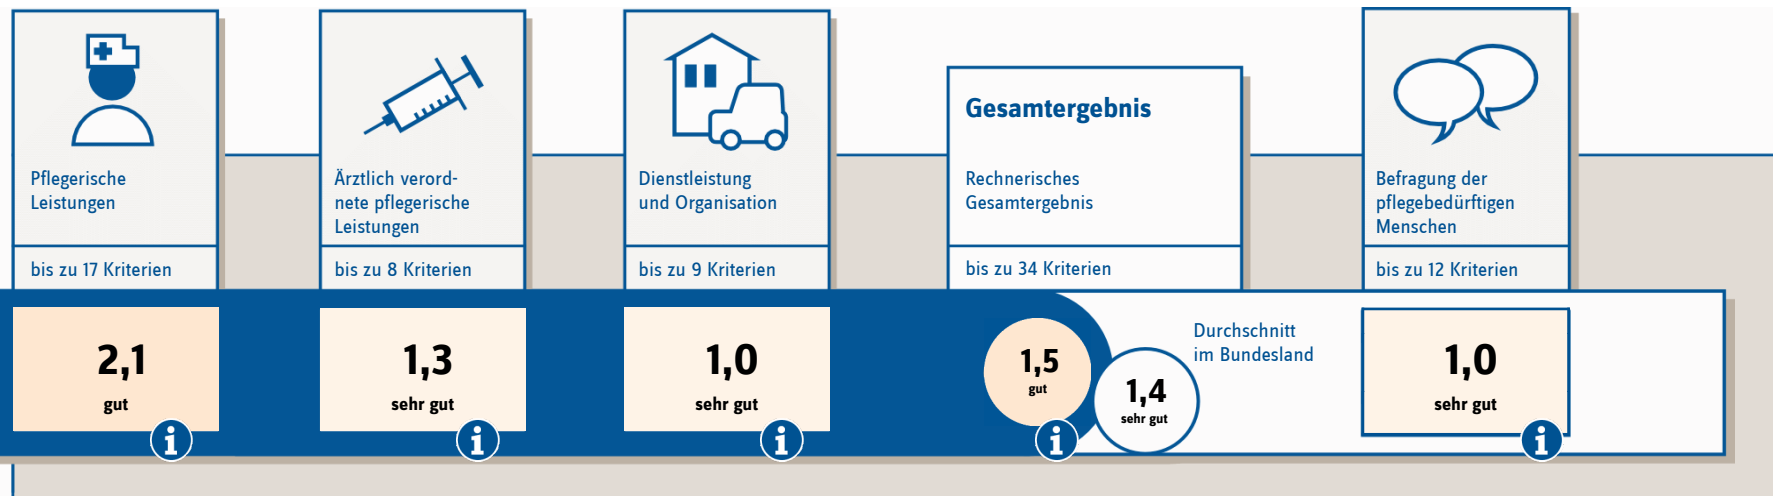 Pflegerische
Leistungen
bis zu 17 Kriterien
2,1
gut
i
Ärztlich verord-
nete pflegerische
Leistungen
bis zu 8 Kriterien
1,3
sehr gut
i
Dienstleistung
und Organisation
bis zu 9 Kriterien
1,0
sehr gut
i
Gesamtergebnis
Rechnerisches
Gesamtergebnis
bis zu 34 Kriterien
1,5
gut
i
1,4
sehr gut
Durchschnitt
im Bundesland
Befragung der
pflegebedürftigen
Menschen
bis zu 12 Kriterien
1,0
sehr gut
i